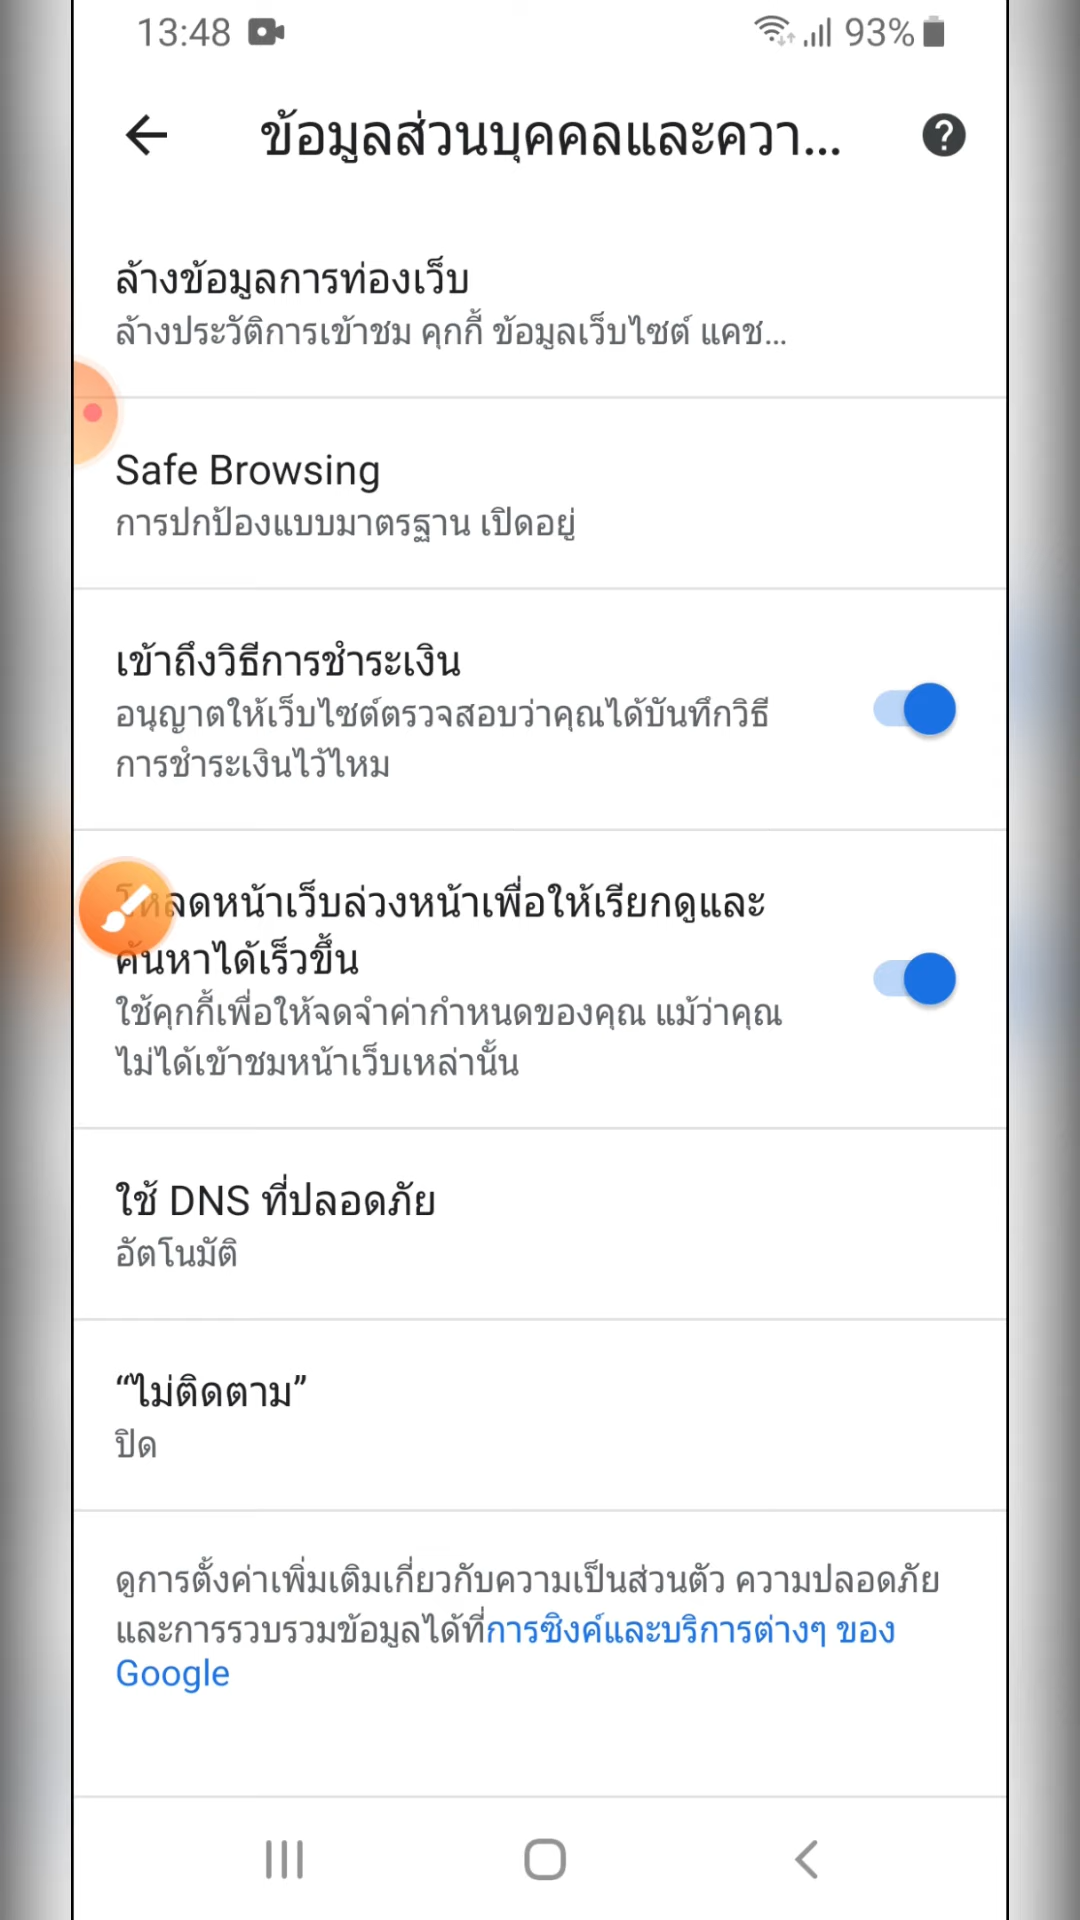 13:48 93%
ข้อมูลส่วนบุคคลและควา...
ล้างข้อมูลการท่องเว็บ
ล้างประวัติการเข้าชม คุกกี้ ข้อมูลเว็บไซต์ แคช...
Safe Browsing
การปกป้องแบบมาตรฐาน เปิดอยู่
เข้าถึงวิธีการชำระเงิน
อนุญาตให้เว็บไซต์ตรวจสอบว่าคุณได้บันทึกวิธี
การชำระเงินไว้ไหม
โหลดหน้าเว็บล่วงหน้าเพื่อให้เรียกดูและ
ค้นหาได้เร็วขึ้น
ใช้คุกกี้เพื่อให้จดจำค่ากำหนดของคุณ แม้ว่าคุณ
ไม่ได้เข้าชมหน้าเว็บเหล่านั้น
ใช้ DNS ที่ปลอดภัย
อัตโนมัติ
“ไม่ติดตาม”
ปิด
ดูการตั้งค่าเพิ่มเติมเกี่ยวกับความเป็นส่วนตัว ความปลอดภัย
และการรวบรวมข้อมูลได้ที่การซิงค์และบริการต่างๆ ของ
Google